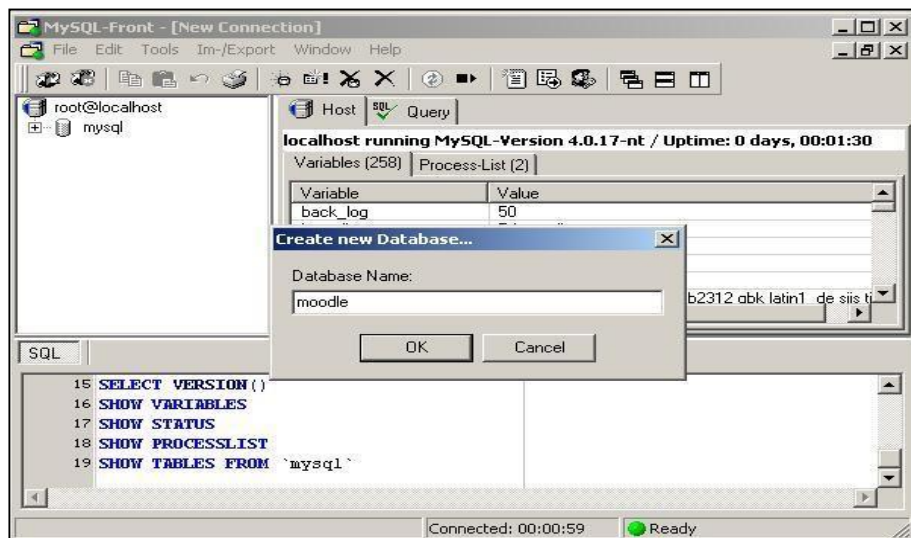 MySQL-Front - [New Connection]
File Edit Tools Im-/Export Window Help
root@localhost
mysql
Host SQL Query
localhost running MySQL-Version 4.0.17-nt / Uptime: 0 days, 00:01:30
Variables (258) Process-List (2)
Variable Value
back_log 50
Create new Database...
Database Name:
moodle
b2312 gbk latin1_de sjis
OK Cancel
SQL
15 SELECT VERSION()
16 SHOW VARIABLES
17 SHOW STATUS
18 SHOW PROCESSLIST
19 SHOW TABLES FROM `mysql`
Connected: 00:00:59 Ready